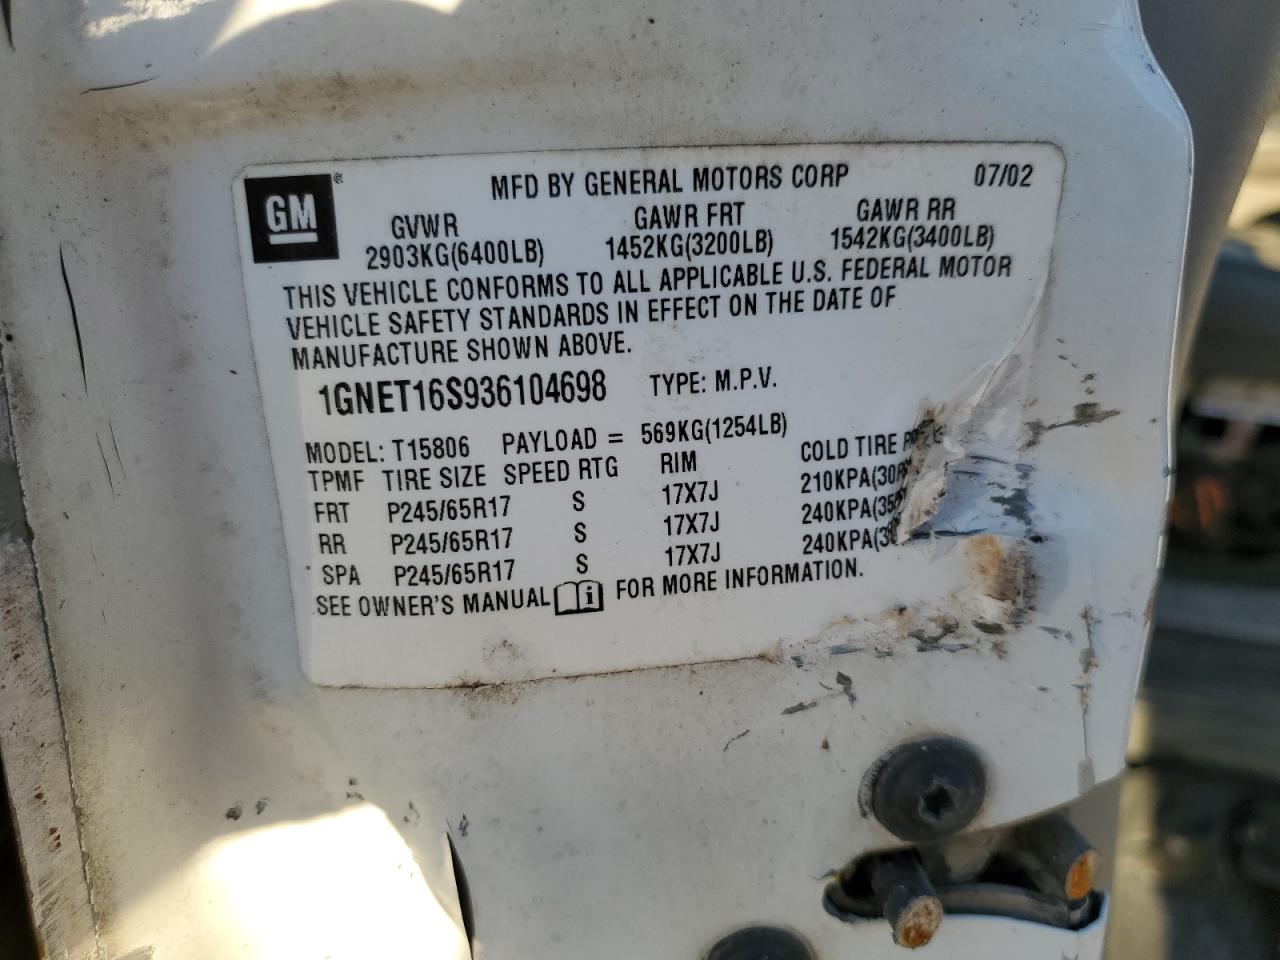 GM ® MFD BY GENERAL MOTORS CORP 07/02
GVWR GAWR FRT GAWR RR
2903KG(6400LB) 1452KG(3200LB) 1542KG(3400LB)
THIS VEHICLE CONFORMS TO ALL APPLICABLE U.S. FEDERAL MOTOR
VEHICLE SAFETY STANDARDS IN EFFECT ON THE DATE OF
MANUFACTURE SHOWN ABOVE.
1GNET16S936104698 TYPE: M.P.V.
MODEL: T15806 PAYLOAD = 569KG(1254LB)
TPMF TIRE SIZE SPEED RTG RIM COLD TIRE
FRT P245/65R17 S 17X7J 210KPA(30
RR P245/65R17 S 17X7J 240KPA(35
SPA P245/65R17 S 17X7J 240KPA(3
SEE OWNER'S MANUAL i FOR MORE INFORMATION.